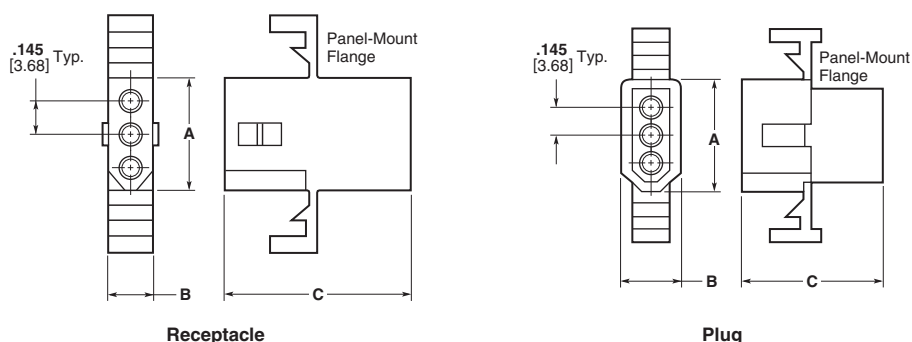 .145
[3.68] Typ.
Panel-Mount
Flange
A
B
C
Receptacle
.145
[3.68] Typ.
Panel-Mount
Flange
A
B
C
Plug